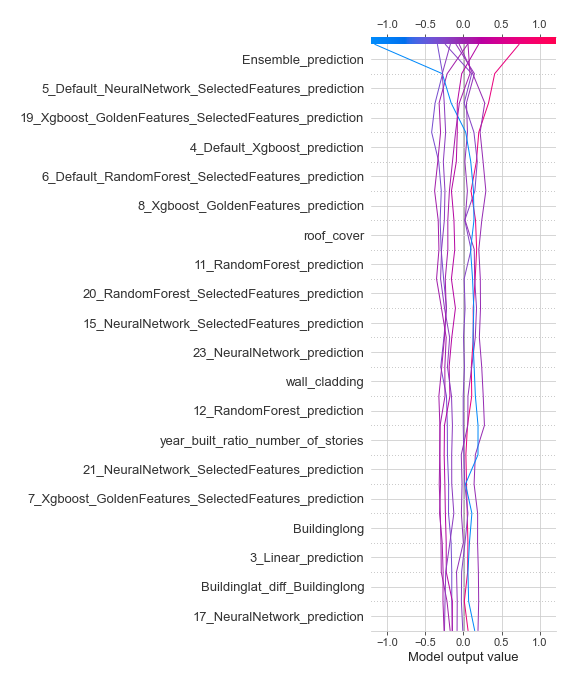 −1.0 −0.5 0.0 0.5 1.0
Ensemble_prediction
5_Default_NeuralNetwork_SelectedFeatures_prediction
19_Xgboost_GoldenFeatures_SelectedFeatures_prediction
4_Default_Xgboost_prediction
6_Default_RandomForest_SelectedFeatures_prediction
8_Xgboost_GoldenFeatures_prediction
roof_cover
11_RandomForest_prediction
20_RandomForest_SelectedFeatures_prediction
15_NeuralNetwork_SelectedFeatures_prediction
23_NeuralNetwork_prediction
wall_cladding
12_RandomForest_prediction
year_built_ratio_number_of_stories
21_NeuralNetwork_SelectedFeatures_prediction
7_Xgboost_GoldenFeatures_SelectedFeatures_prediction
Buildinglong
3_Linear_prediction
Buildinglat_diff_Buildinglong
17_NeuralNetwork_prediction
−1.0 −0.5 0.0 0.5 1.0
Model output value